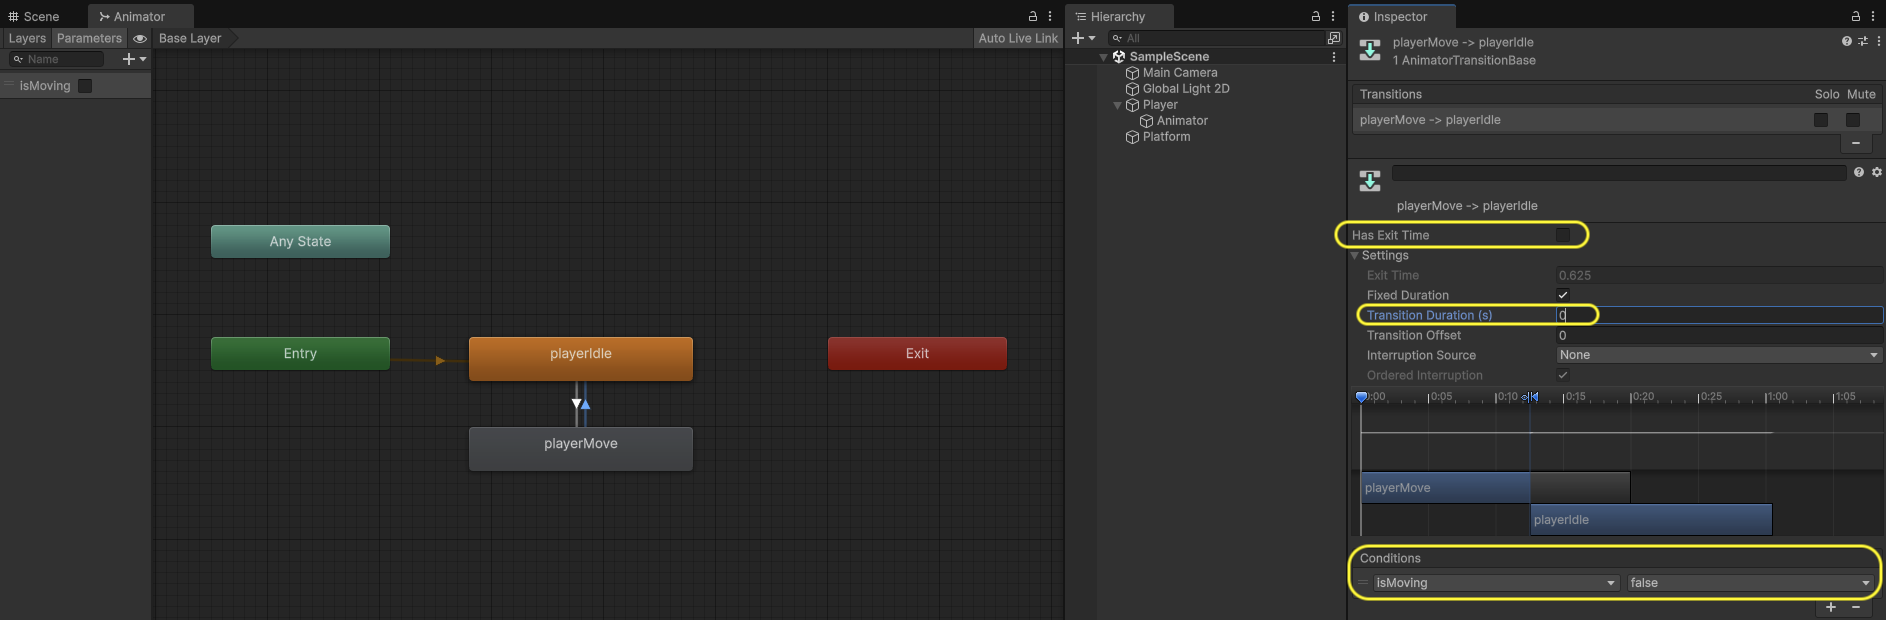 Scene
Animator
Layers
Parameters
Base Layer
Auto Live Link
Name
isMoving
Any State
Entry
playerIdle
Exit
playerMove
Hierarchy
All
SampleScene
Main Camera
Global Light 2D
Player
Animator
Platform
Inspector
playerMove -> playerIdle
1 AnimatorTransitionBase
Transitions Solo Mute
playerMove -> playerIdle
playerMove -> playerIdle
Has Exit Time
Settings
Exit Time 0.625
Fixed Duration
Transition Duration (s) 0
Transition Offset 0
Interruption Source None
Ordered Interruption
0:00 0:05 0:10 0:15 0:20 0:25 1:00 1:05
playerMove
playerIdle
Conditions
isMoving false